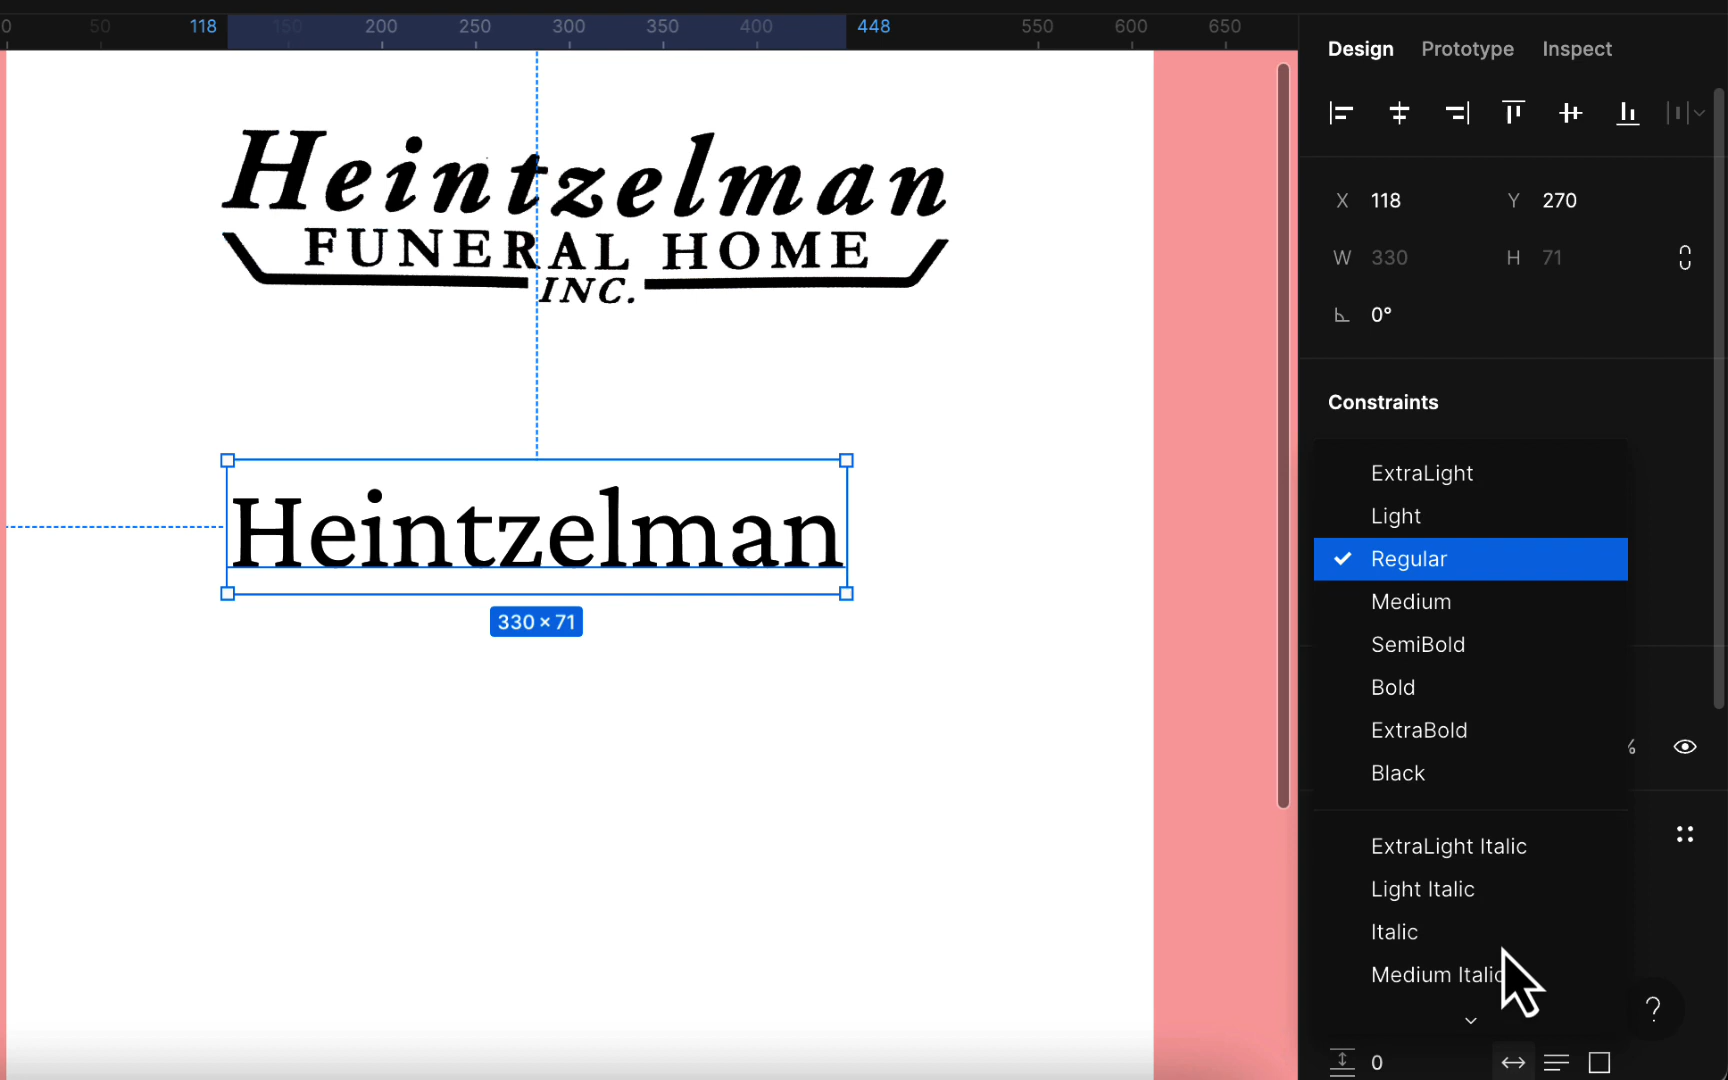 0 50 118 150 200 250 300 350 400 448 550 600 650
Design Prototype Inspect
X 118 Y 270
W 330 H 71
0°
Constraints
Heintzelman
FUNERAL HOME
INC.
Heintzelman
330 × 71
ExtraLight
Light
Regular
Medium
SemiBold
Bold
ExtraBold
Black
%
ExtraLight Italic
Light Italic
Italic
Medium Italic
?
0